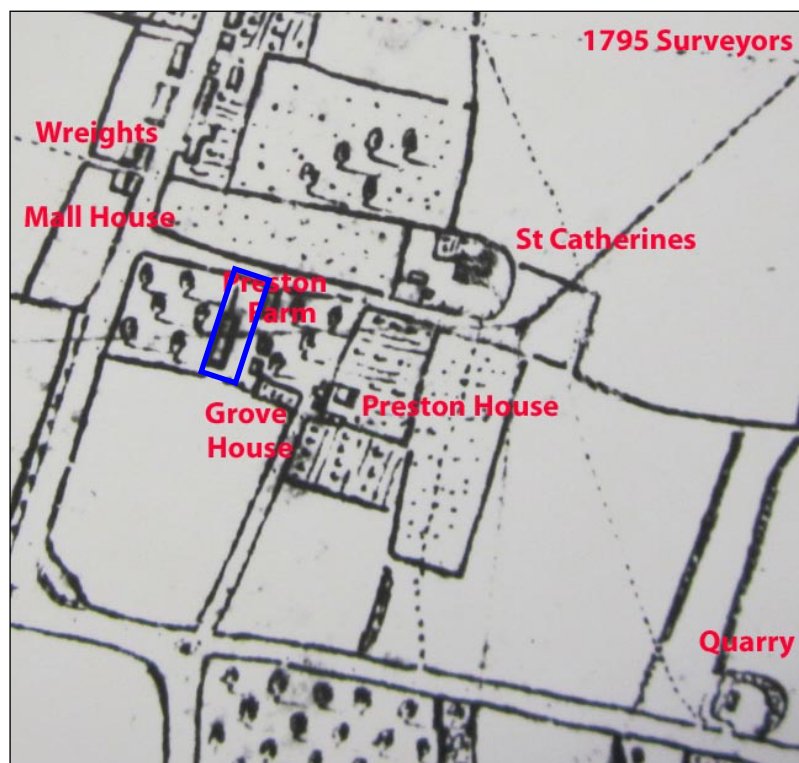 1795 Surveyors
Wreights
Mall House
St Catherines
Preston
Farm
Preston House
Grove
House
Quarry